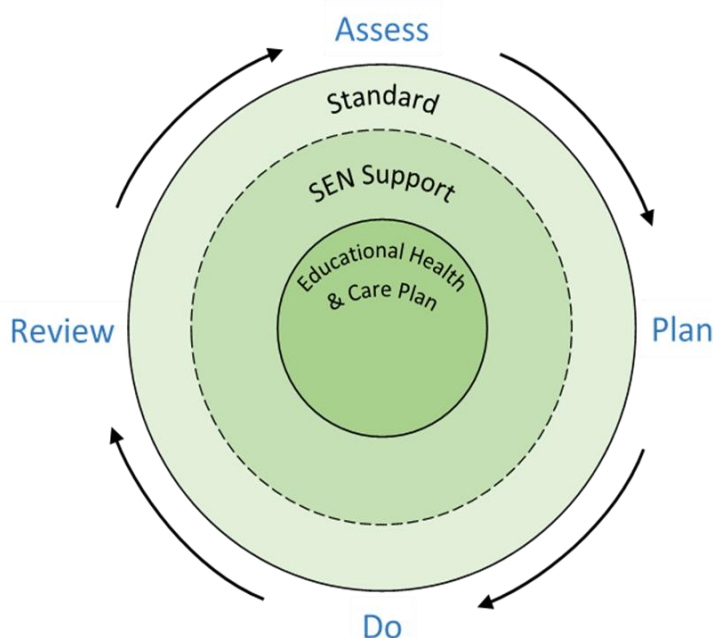 Assess
Standard
SEN Support
Educational Health
& Care Plan
Review
Plan
Do